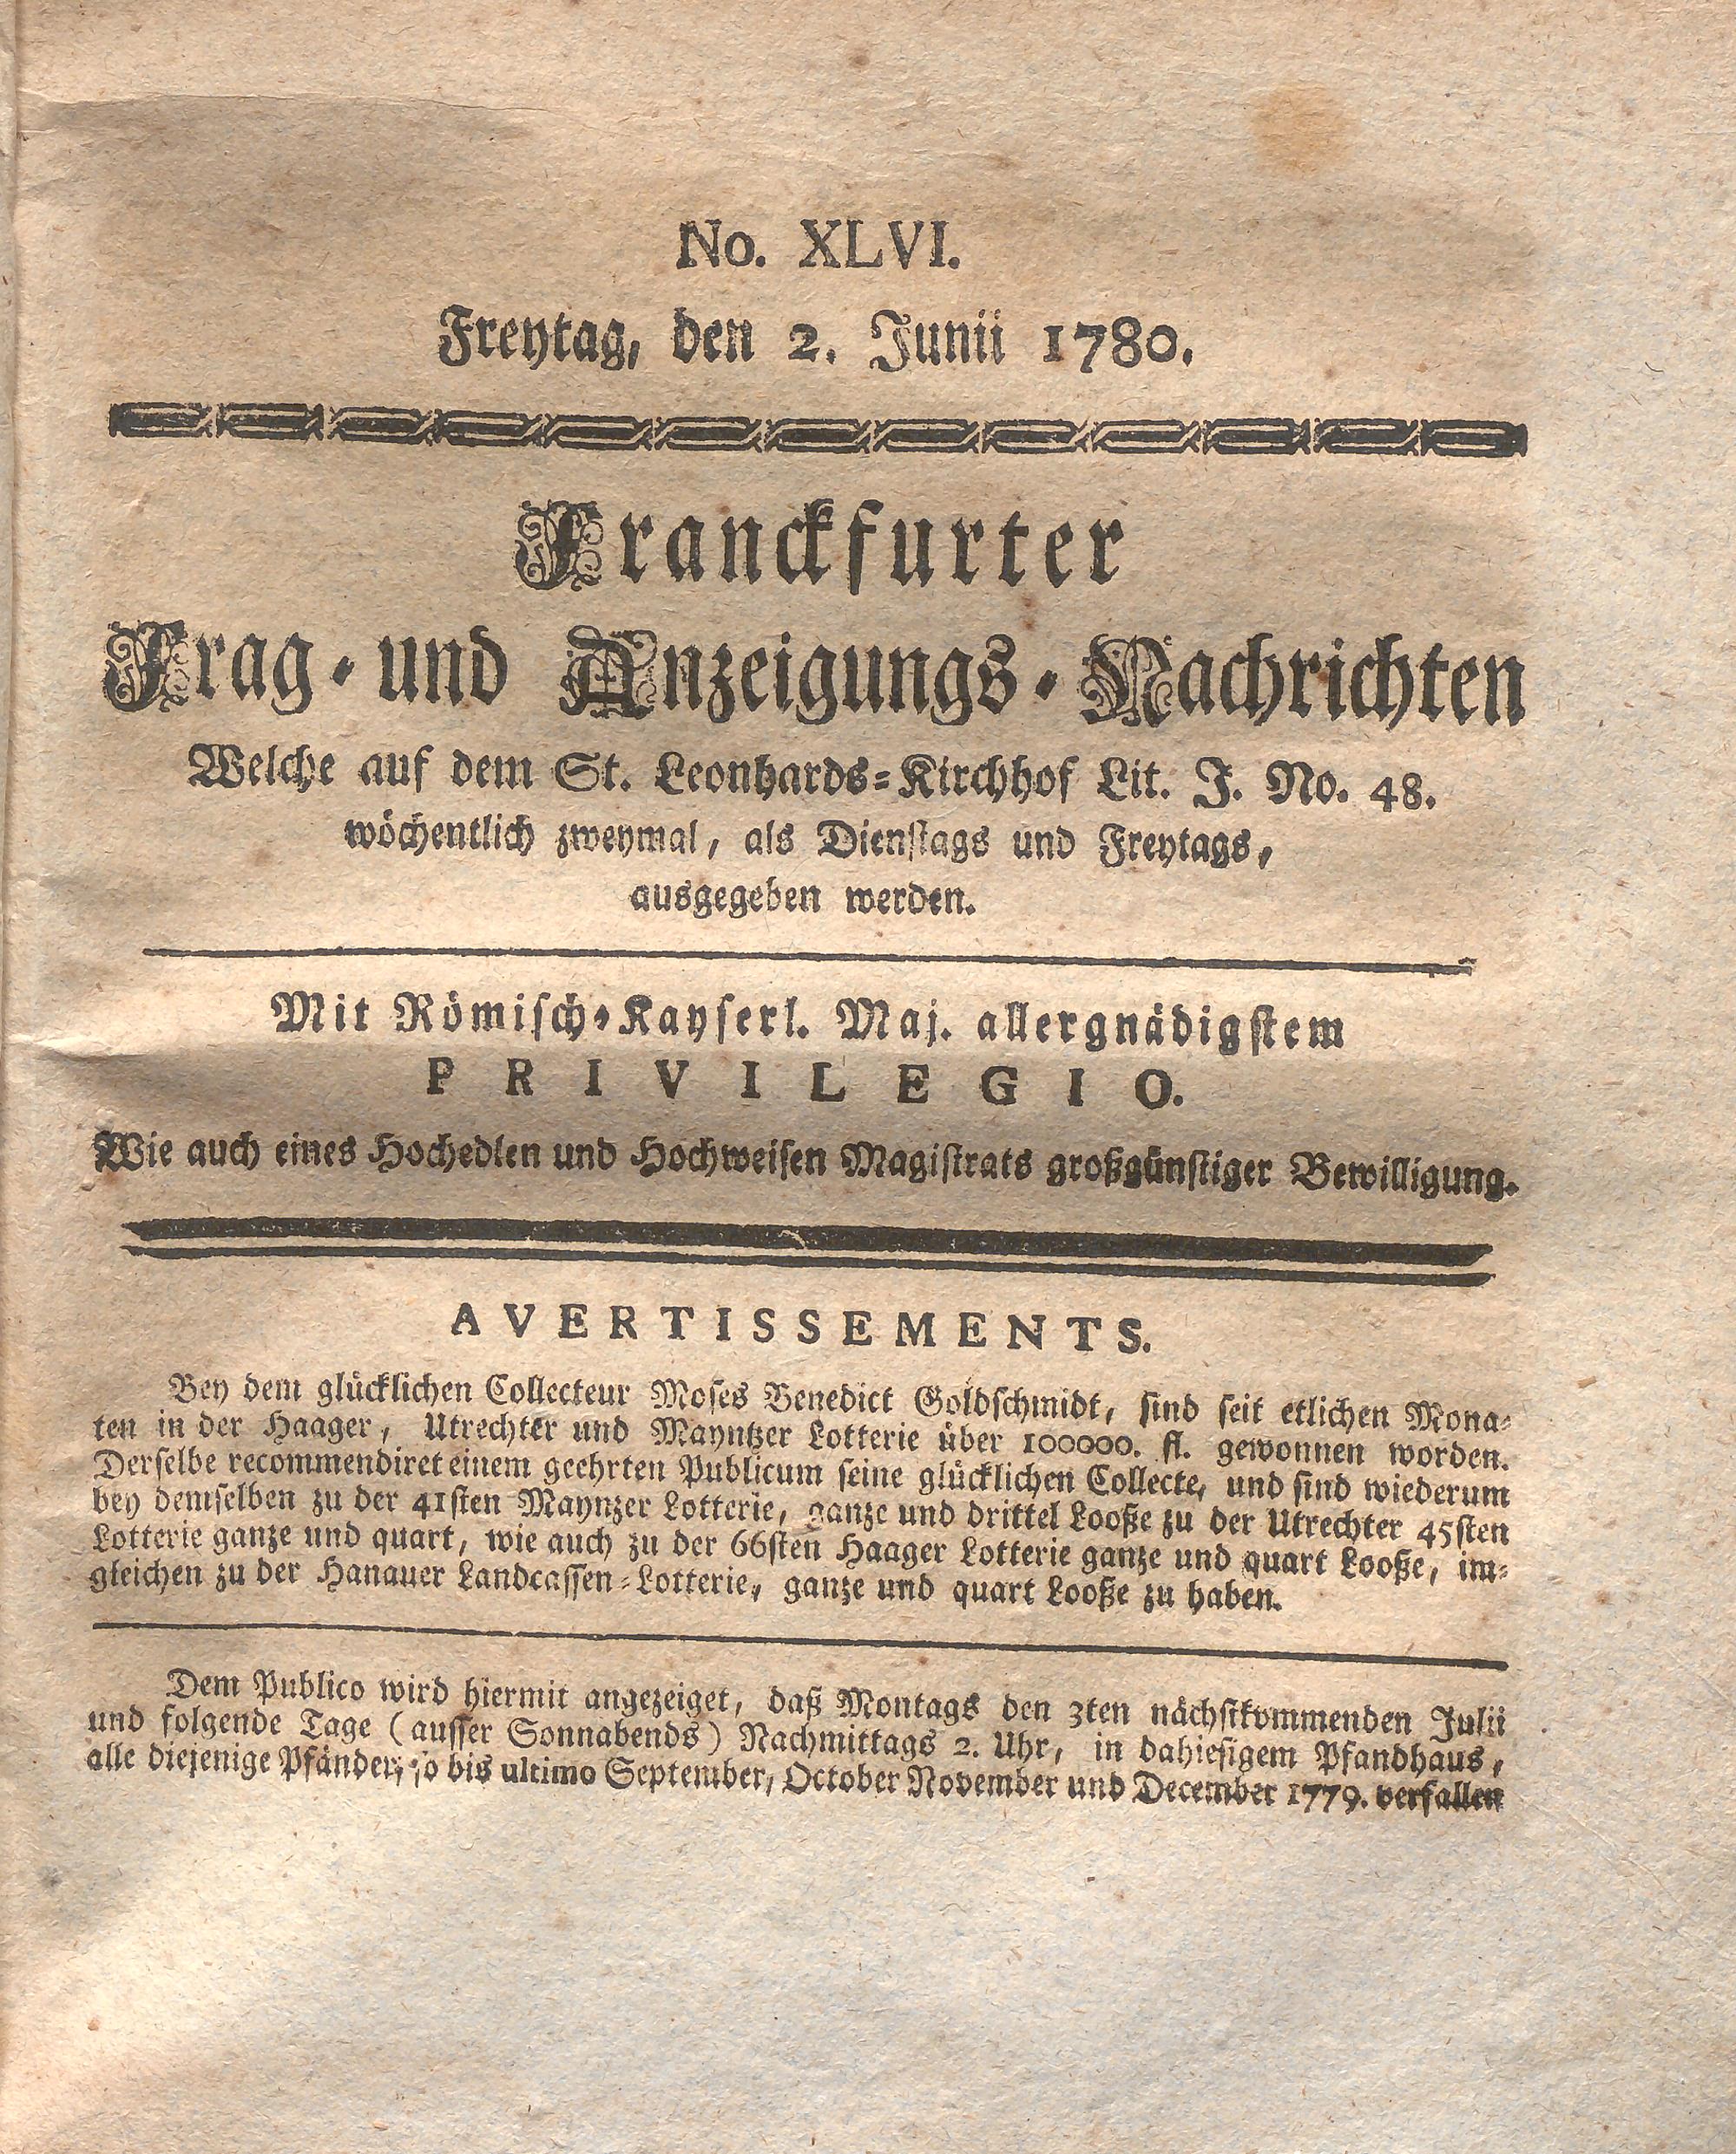 No. XLVI.
Freytag, den 2. Junii 1780.
Franckfurter
Frag- und Anzeigungs-Nachrichten
Welche auf dem St. Leonhards-Kirchhof Lit. J. No. 48.
wöchentlich zweymal, als Dienstags und Freytags,
ausgegeben werden.
Mit Römisch-Kayserl. Maj. allergnädigstem
PRIVILEGIO.
Wie auch eines Hochedlen und Hochweisen Magistrats großgünstiger Bewilligung.
AVERTISSEMENTS.
Bey dem glücklichen Collecteur Moses Benedict Goldschmidt, sind seit etlichen Mona-
ten in der Haager, Utrechter und Mayntzer Lotterie über 100000. fl. gewonnen worden.
Derselbe recommendiret einem geehrten Publicum seine glücklichen Collecte, und sind wiederum
bey demselben zu der 41sten Maynzer Lotterie, ganze und drittel Looße zu der Utrechter 45sten
Lotterie ganze und quart, wie auch zu der 66sten Haager Lotterie ganze und quart Looße, im-
gleichen zu der Hanauer Landcassen-Lotterie, ganze und quart Looße zu haben.
Dem Publico wird hiermit angezeiget, daß Montags den 3ten nächstkommenden Julii
und folgende Tage (ausser Sonnabends) Nachmittags 2. Uhr, in dahiesigem Pfandhaus,
alle diejenige Pfänder, so bis ultimo September, October November und December 1779. verfallen